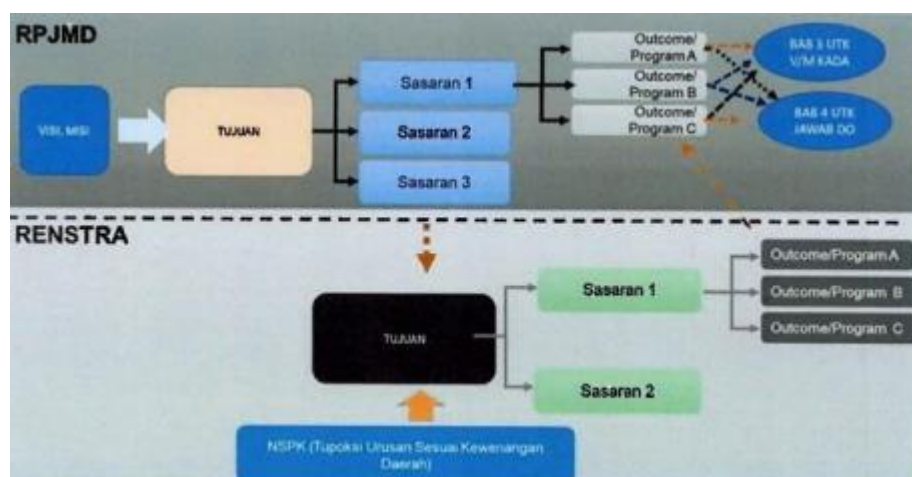 RPJMD
VISI, MISI
TUJUAN
Sasaran 1
Sasaran 2
Sasaran 3
Outcome/
Program A
Outcome/
Program B
Outcome/
Program C
UTK
V/M KADA
BAB 4 UTK
JAWAB DO
RENSTRA
TUJUAN
Sasaran 1
Sasaran 2
Outcome/Program A
Outcome/Program B
Outcome/Program C
NSPK (Tupoksi Urusan Sesuai Kewenangan
Daerah)